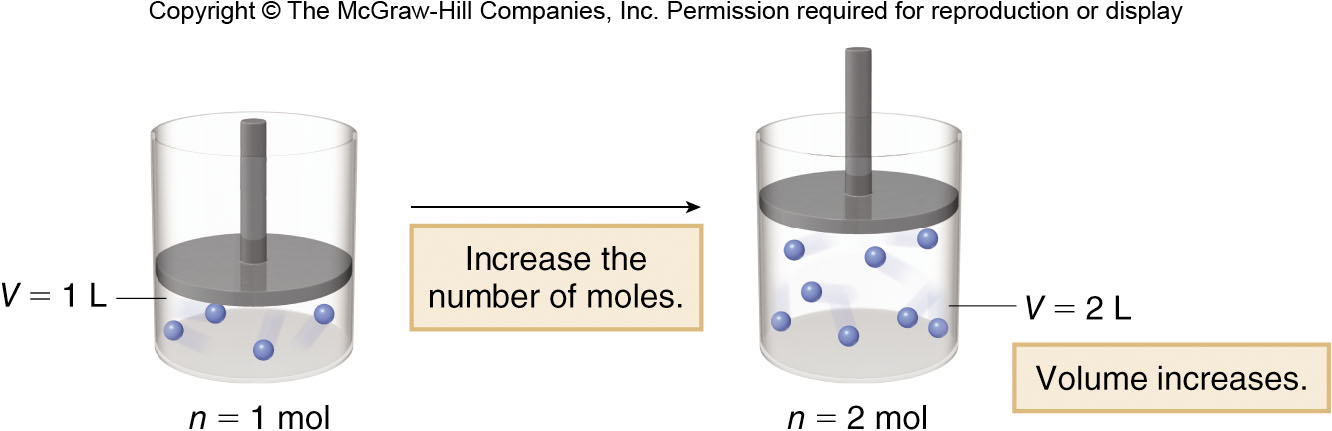 Copyright © The McGraw-Hill Companies, Inc. Permission required for reproduction or display
V = 1 L
n = 1 mol
Increase the
number of moles.
V = 2 L
Volume increases.
n = 2 mol